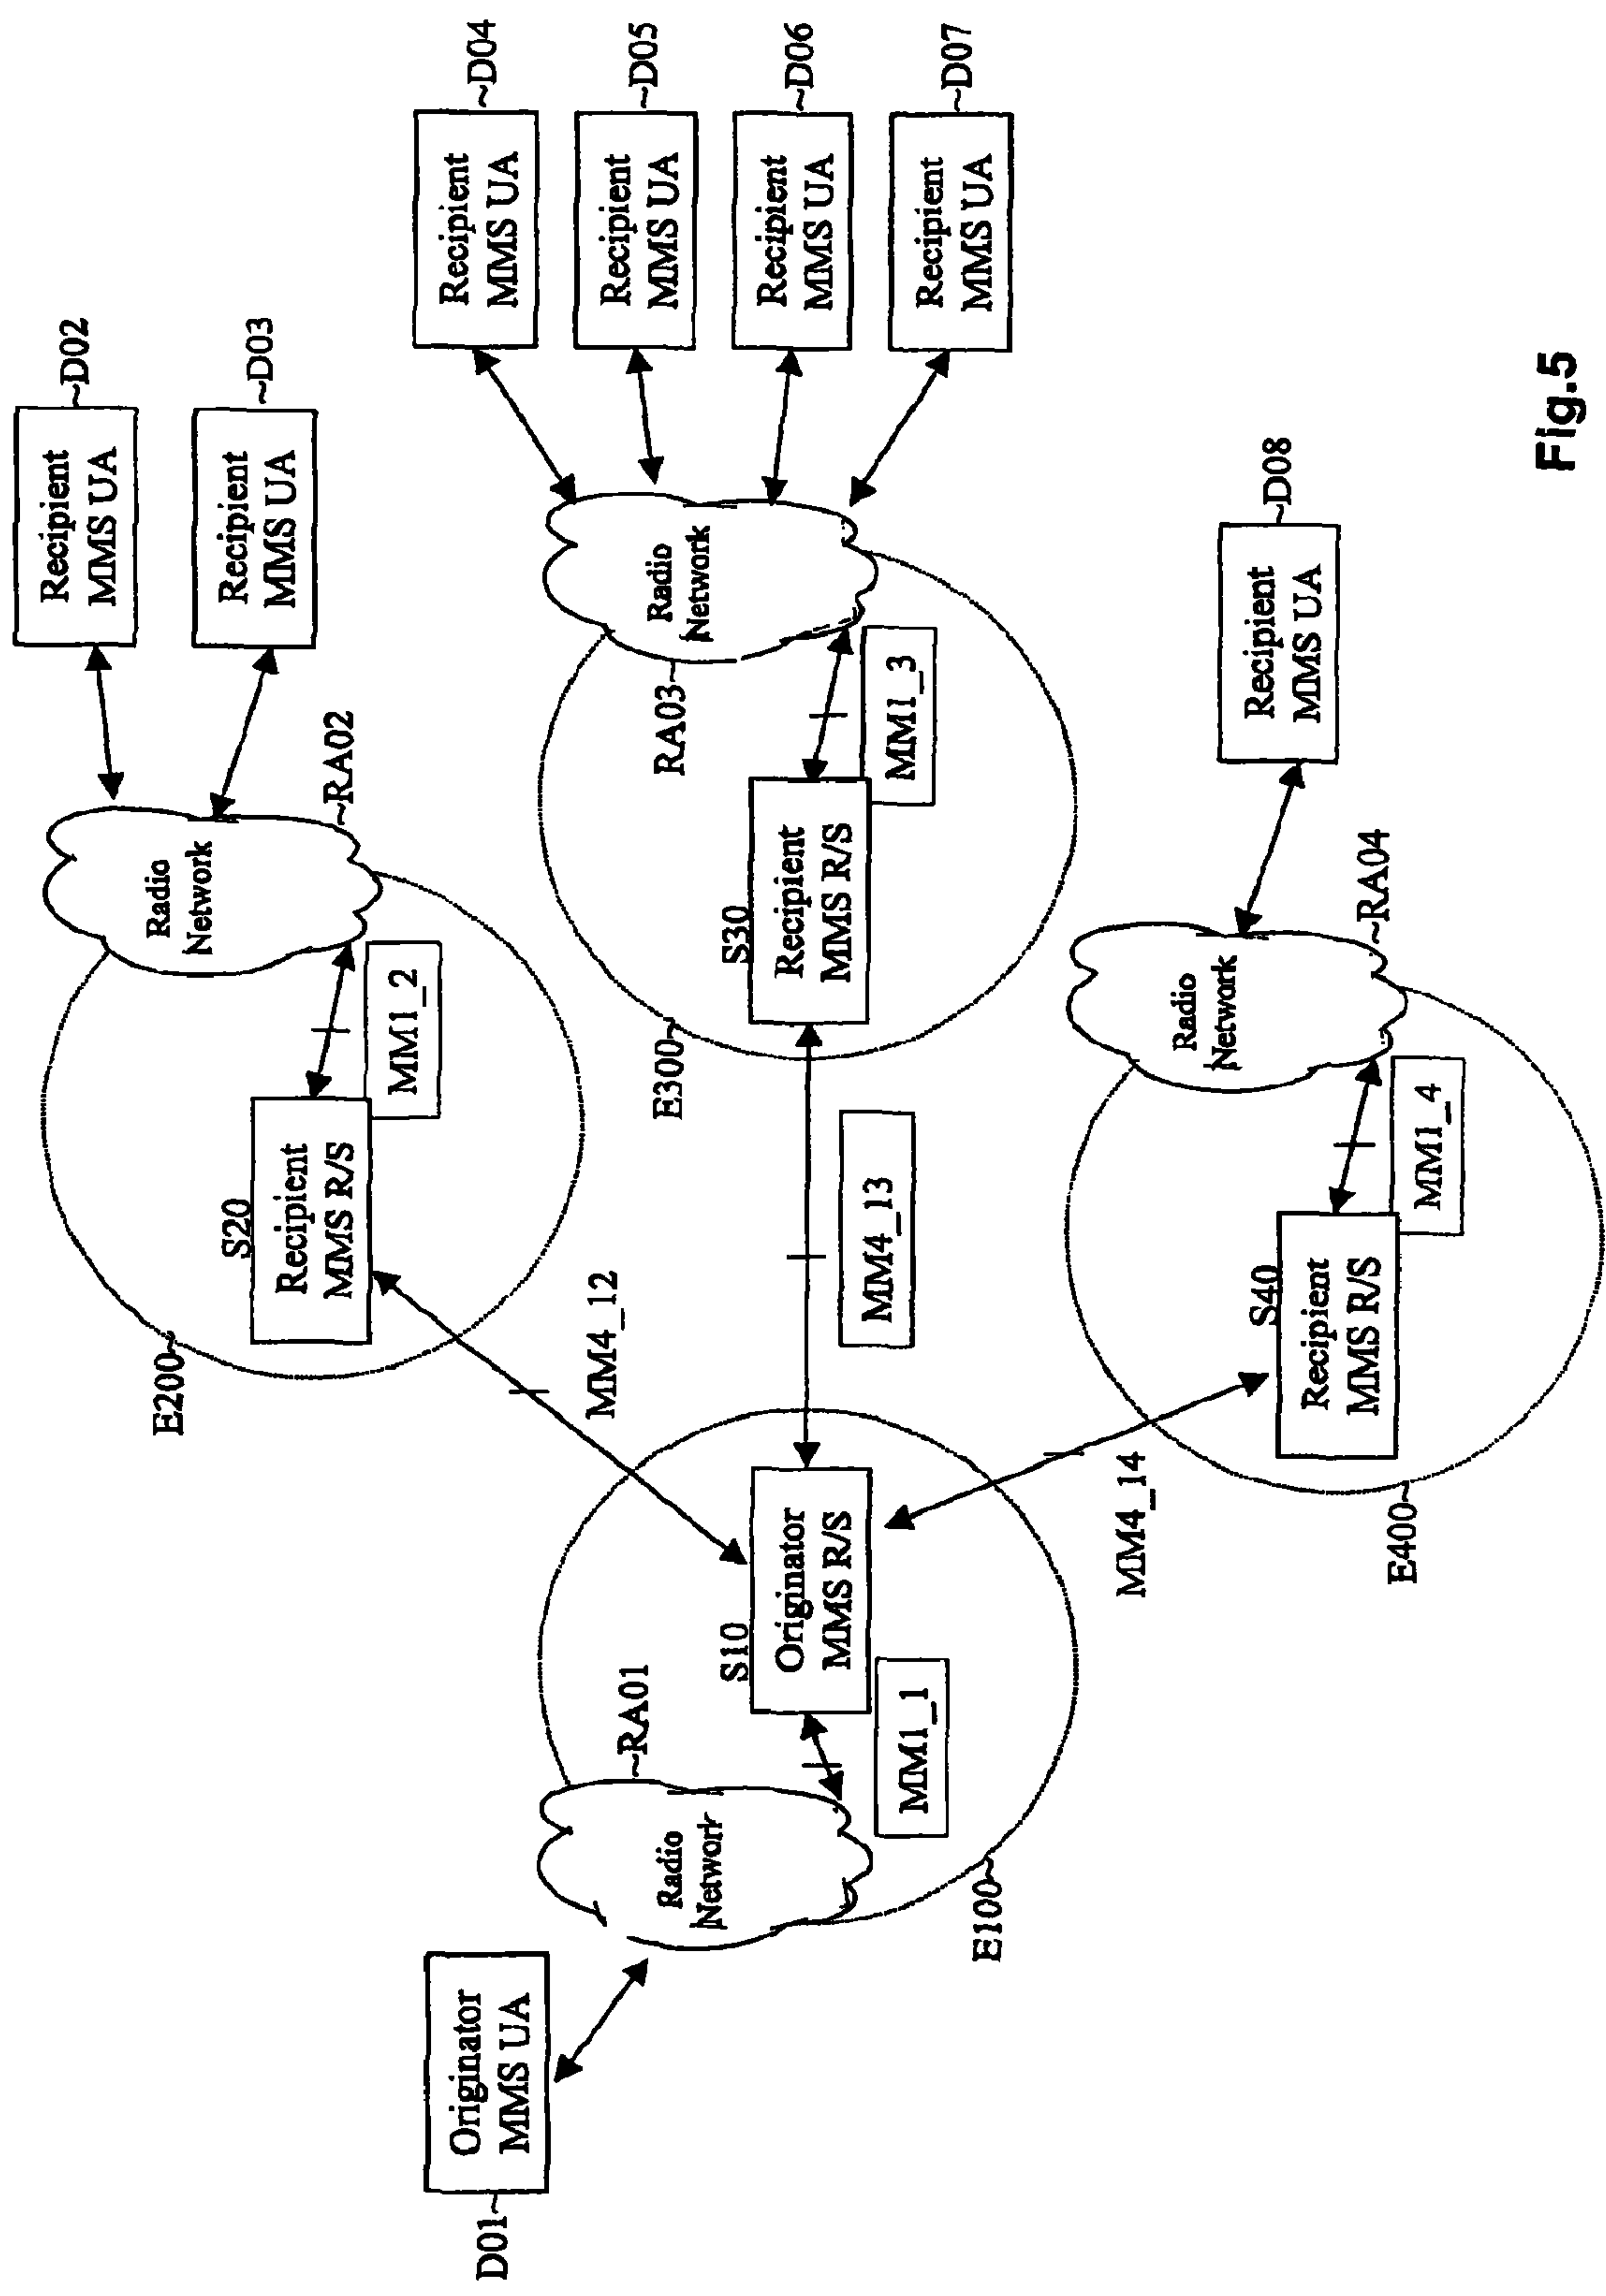 Recipient
MMS UA
~D02
Recipient
MMS UA
~D03
Recipient
MMS UA
~D04
Recipient
MMS UA
~D05
Recipient
MMS UA
~D06
Recipient
MMS UA
~D07
Radio
Network
~RA02
MM1_2
S20
Recipient
MMS R/S
E200~
MM4_12
Radio
Network
RA03~
MM1_3
S30
Recipient
MMS R/S
E300~
MM4_13
Originator
MMS UA
D01~
Radio
Network
~RA01
MM1_1
S10
Originator
MMS R/S
E100~
MM4_14
Recipient
MMS UA
~D08
Radio
Network
~RA04
MM1_4
S40
Recipient
MMS R/S
E400~
Fig.5